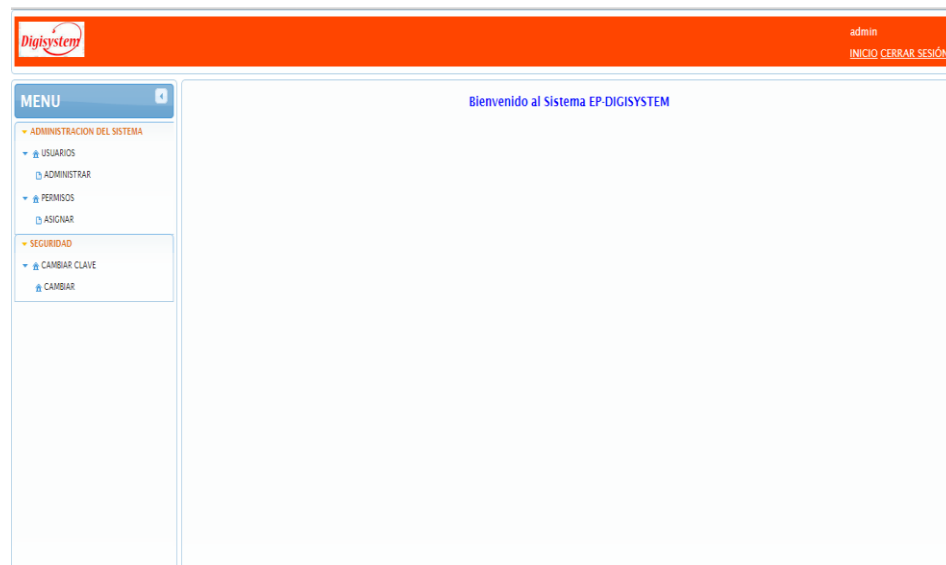 Digisystem
admin
INICIO CERRAR SESIÓN
MENU
Bienvenido al Sistema EP-DIGISYSTEM
ADMINISTRACION DEL SISTEMA
USUARIOS
ADMINISTRAR
PERMISOS
ASIGNAR
SEGURIDAD
CAMBIAR CLAVE
CAMBIAR